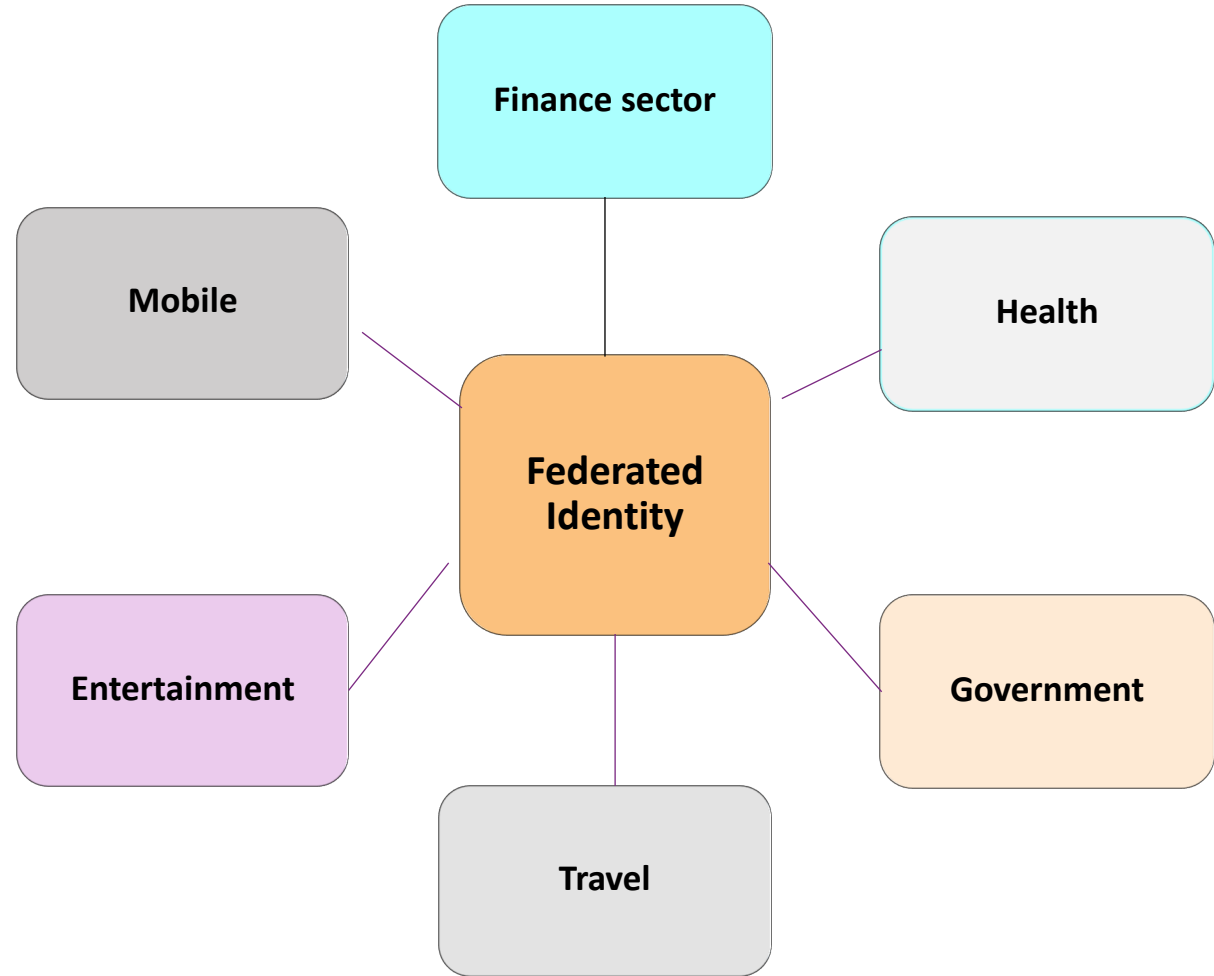 Finance sector
Mobile
Health
Federated
Identity
Entertainment
Government
Travel